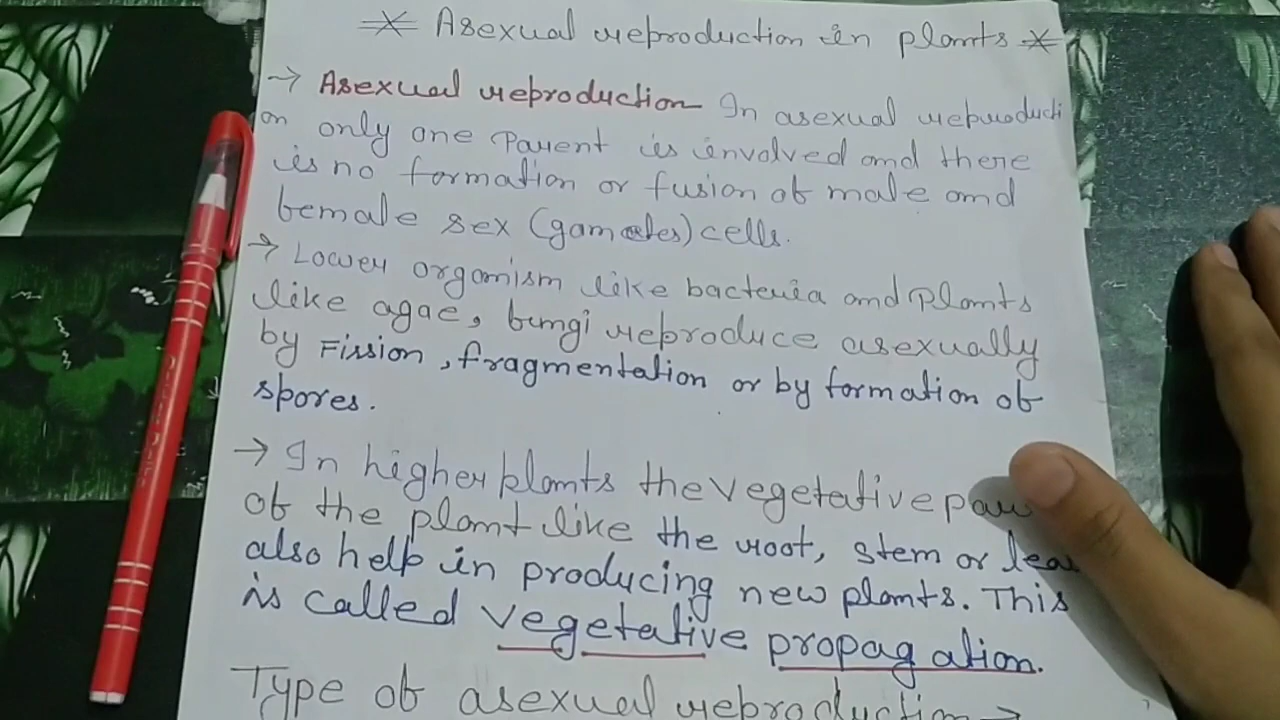 * Asexual reproduction in plants *
→ Asexual reproduction In asexual reproducti
on only one Parent is involved and there
is no formation or fusion of male and
female sex (gametes) cells.
→ Lower organism like bacteria and plants
like agae, fungi reproduce asexually
by Fission, fragmentation or by formation of
spores.
→ In higher plants the vegetative par
of the plant like the root, stem or lea
also help in producing new plants. This
is called vegetative propagation.
Type of asexual reproduction →